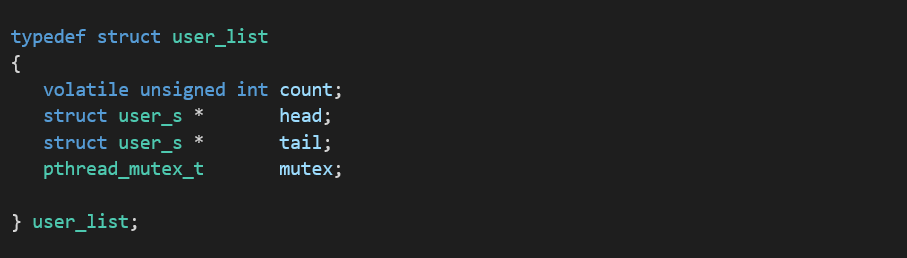 typedef struct user_list
{
   volatile unsigned int count;
   struct user_s *       head;
   struct user_s *       tail;
   pthread_mutex_t       mutex;

} user_list;